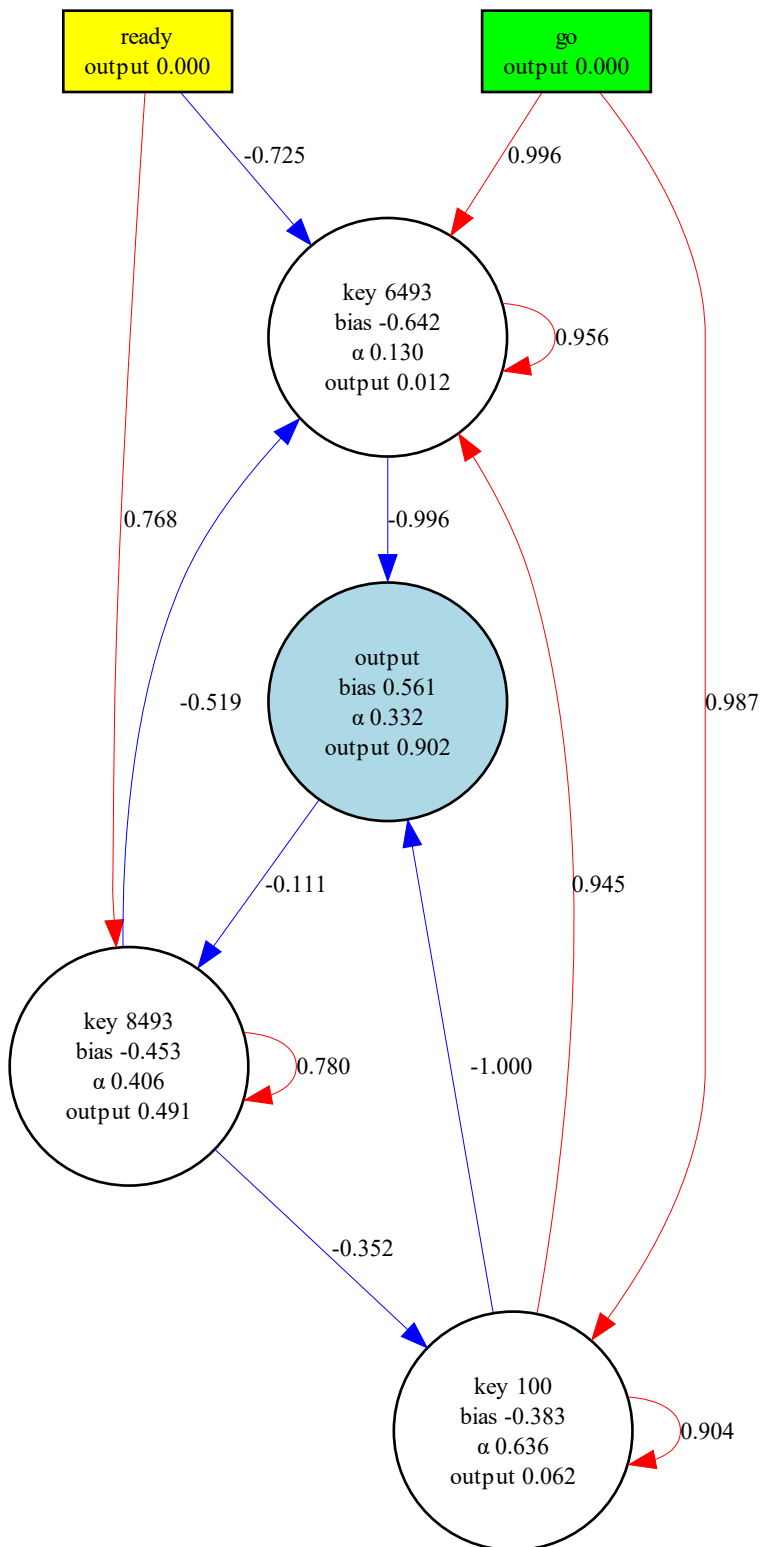 ready
output 0.000
go
output 0.000
-0.725
0.996
key 6493
bias -0.642
α 0.130
output 0.012
0.956
0.768
-0.996
-0.519
output
bias 0.561
α 0.332
output 0.902
0.987
-0.111
0.945
key 8493
bias -0.453
α 0.406
output 0.491
0.780
-1.000
-0.352
key 100
bias -0.383
α 0.636
output 0.062
0.904